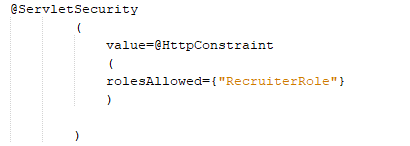 @ServletSecurity
(
value=@HttpConstraint
(
rolesAllowed={"RecruiterRole"}
)
)